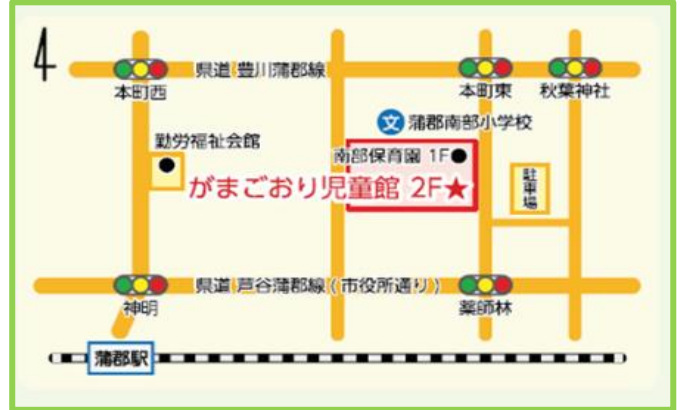 県道 豊川蒲郡線
本町西
本町東
秋葉神社
文 蒲郡南部小学校
勤労福祉会館
南部保育園 1F
がまごおり児童館 2F★
駐車場
県道 芦谷蒲郡線(市役所通り)
神明
薬師林
蒲郡駅